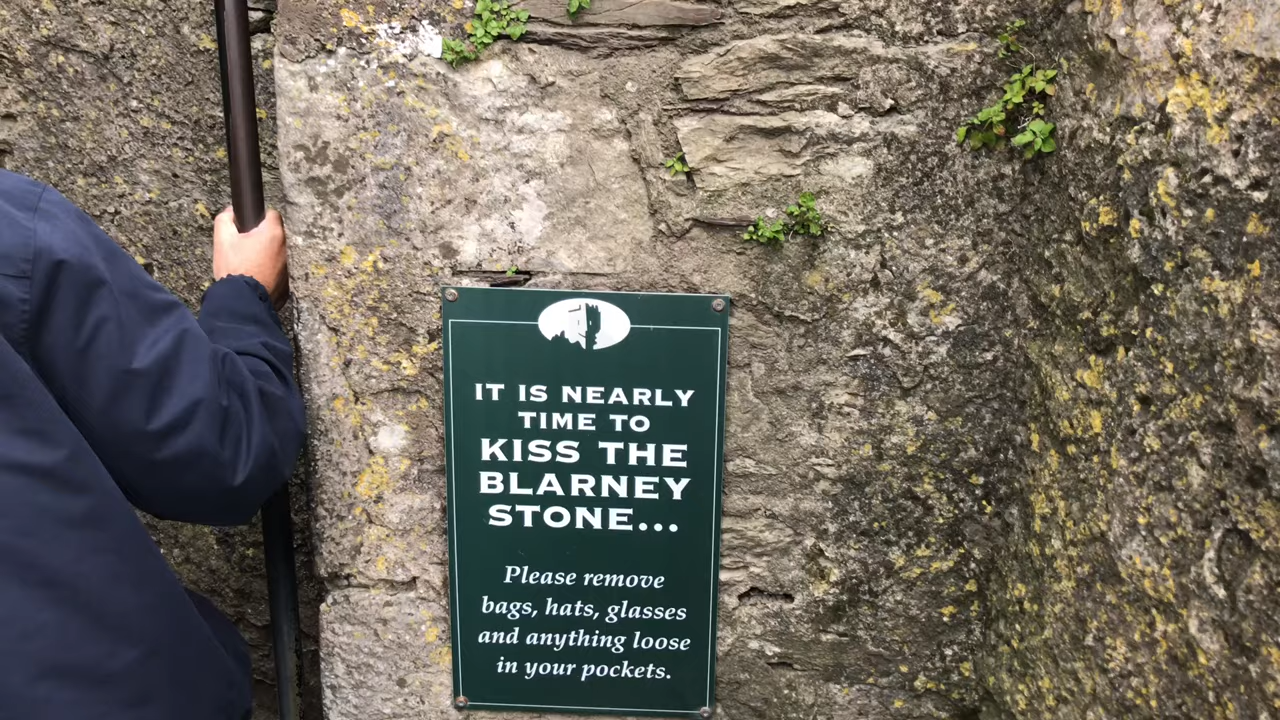 IT IS NEARLY
TIME TO
KISS THE
BLARNEY
STONE...
Please remove
bags, hats, glasses
and anything loose
in your pockets.